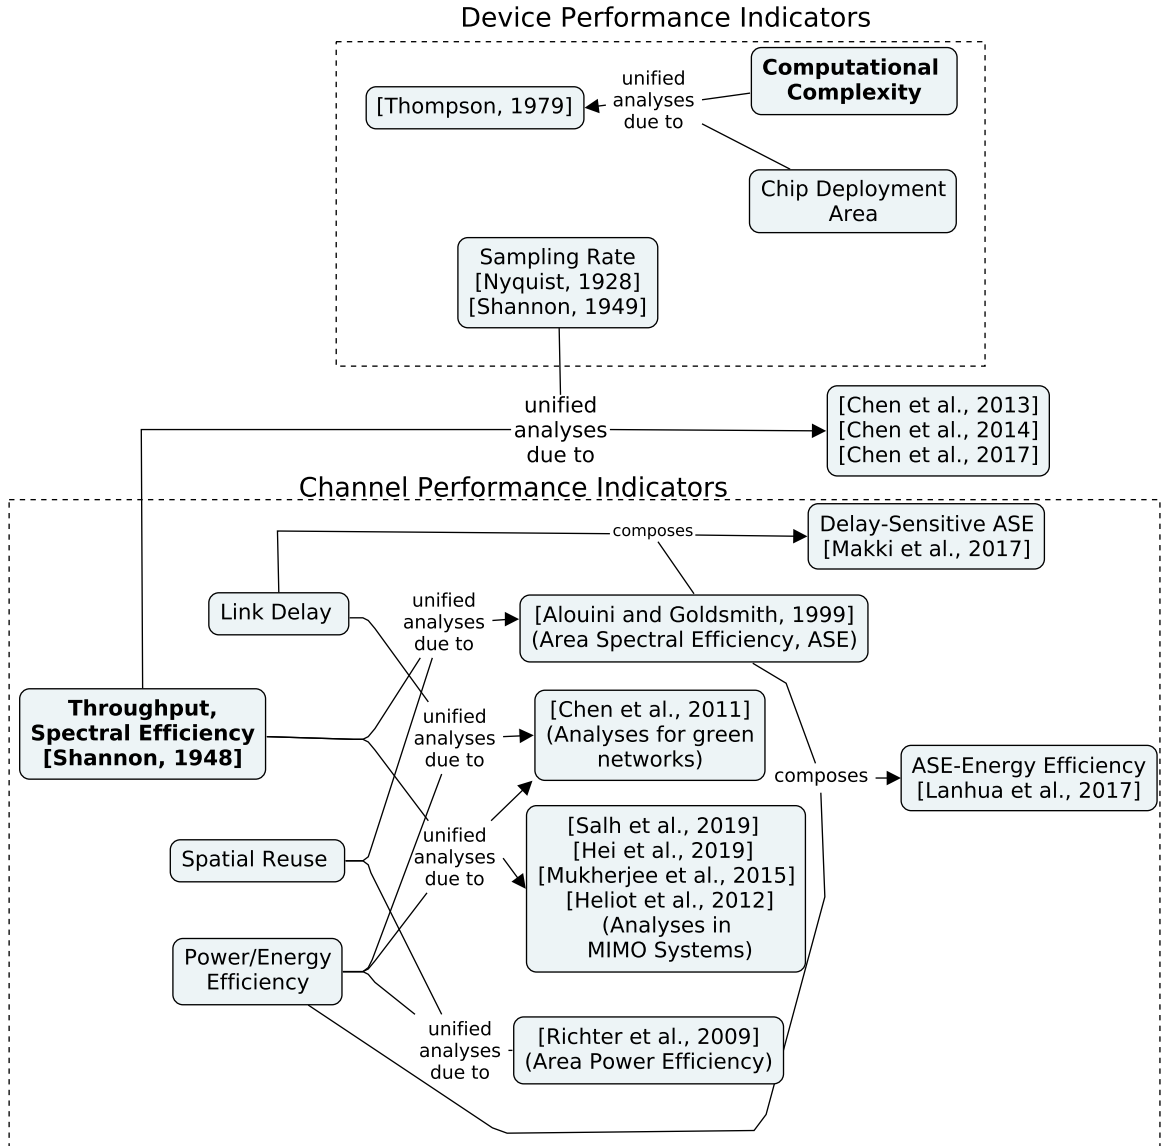 Device Performance Indicators
Computational
Complexity
unified
analyses
due to
[Thompson, 1979]
Chip Deployment
Area
Sampling Rate
[Nyquist, 1928]
[Shannon, 1949]
unified
analyses
due to
[Chen et al., 2013]
[Chen et al., 2014]
[Chen et al., 2017]
Channel Performance Indicators
composes
Delay-Sensitive ASE
[Makki et al., 2017]
Link Delay
unified
analyses
due to
[Alouini and Goldsmith, 1999]
(Area Spectral Efficiency, ASE)
Throughput,
Spectral Efficiency
[Shannon, 1948]
unified
analyses
due to
[Chen et al., 2011]
(Analyses for green
networks)
composes
ASE-Energy Efficiency
[Lanhua et al., 2017]
Spatial Reuse
unified
analyses
due to
[Salh et al., 2019]
[Hei et al., 2019]
[Mukherjee et al., 2015]
[Heliot et al., 2012]
(Analyses in
MIMO Systems)
Power/Energy
Efficiency
unified
analyses
due to
[Richter et al., 2009]
(Area Power Efficiency)